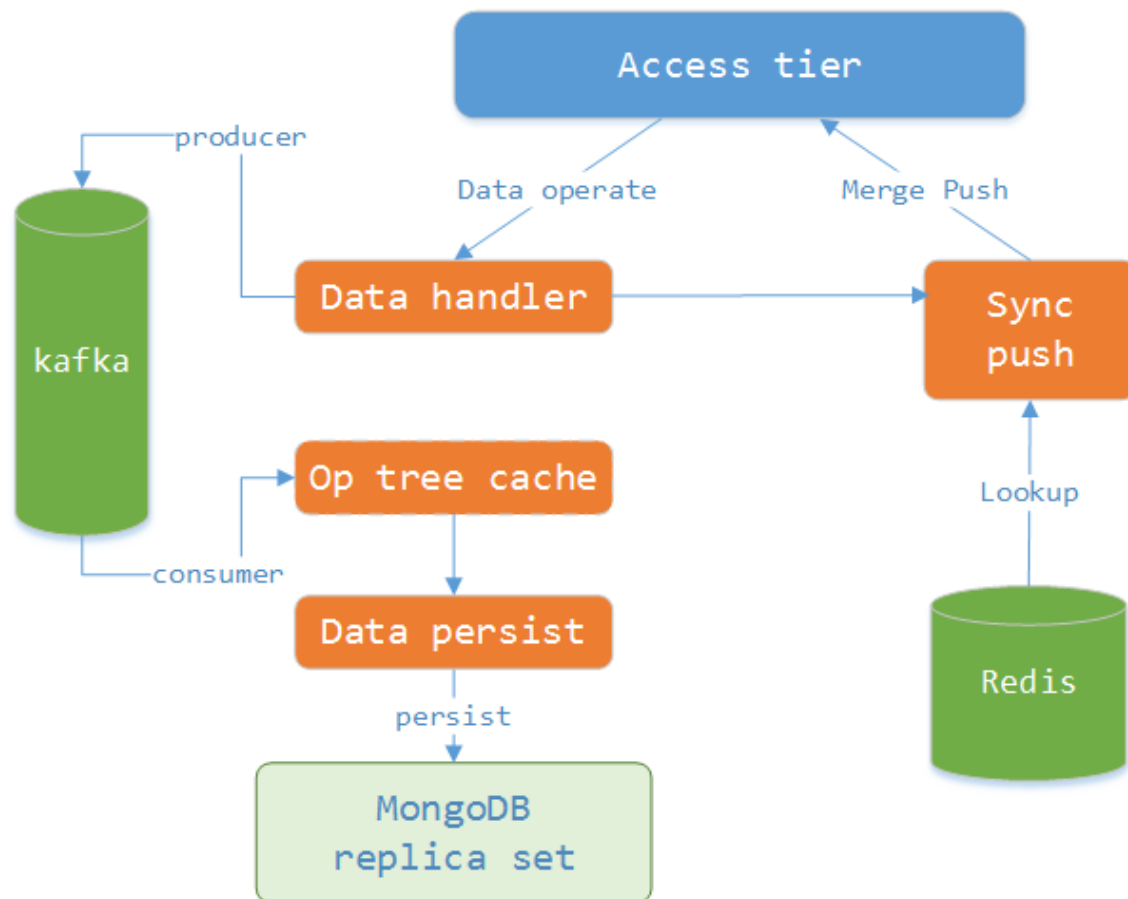 Access tier
producer
Data operate
Merge Push
Data handler
Sync
push
kafka
Op tree cache
Lookup
consumer
Data persist
Redis
persist
MongoDB
replica set